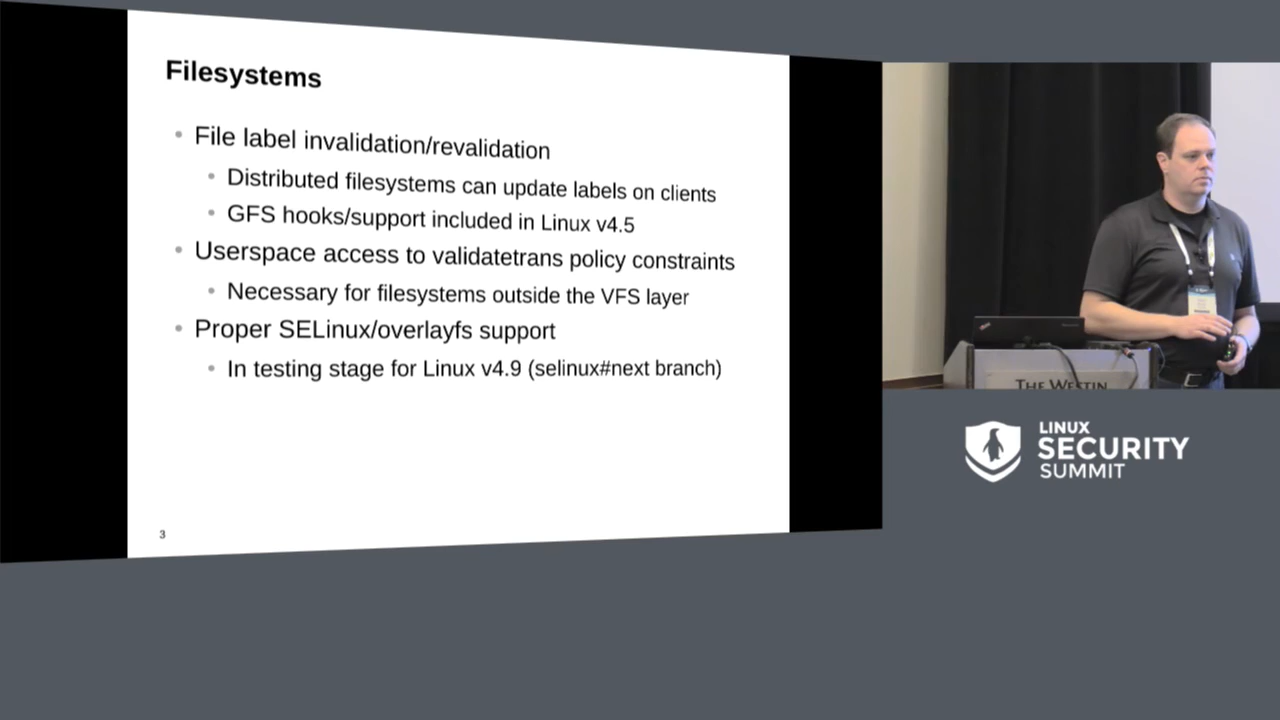 Filesystems
File label invalidation/revalidation
Distributed filesystems can update labels on clients
GFS hooks/support included in Linux v4.5
Userspace access to validatetrans policy constraints
Necessary for filesystems outside the VFS layer
Proper SELinux/overlayfs support
In testing stage for Linux v4.9 (selinux#next branch)
3
THE WESTIN
LINUX
SECURITY
SUMMIT